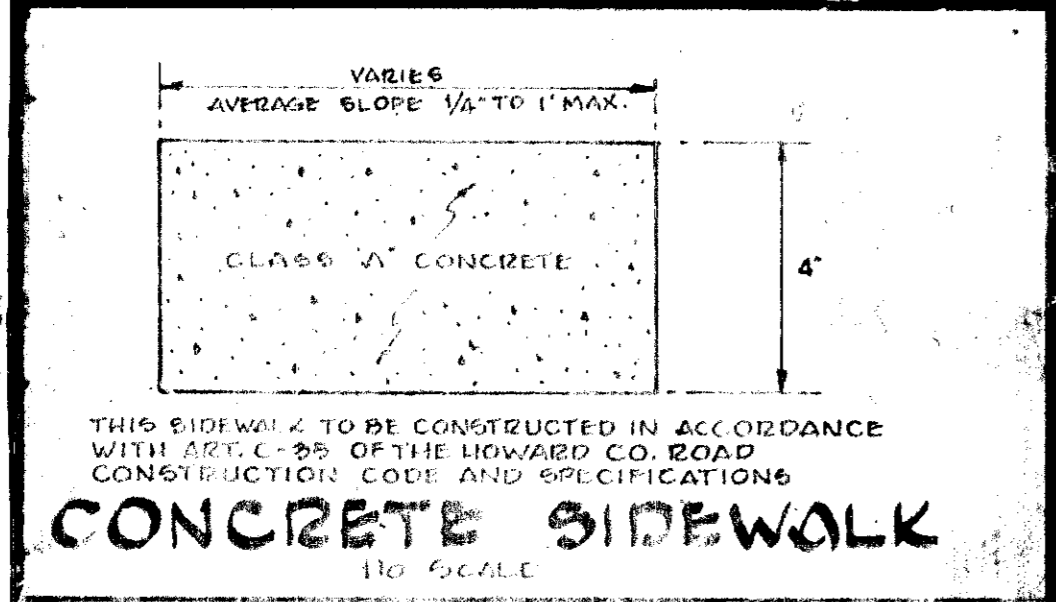 VARIES
AVERAGE SLOPE 1/4" TO 1' MAX.
CLASS "A" CONCRETE
4"
THIS SIDEWALK TO BE CONSTRUCTED IN ACCORDANCE
WITH ART. C-35 OF THE HOWARD CO. ROAD
CONSTRUCTION CODE AND SPECIFICATIONS
CONCRETE SIDEWALK
NO SCALE